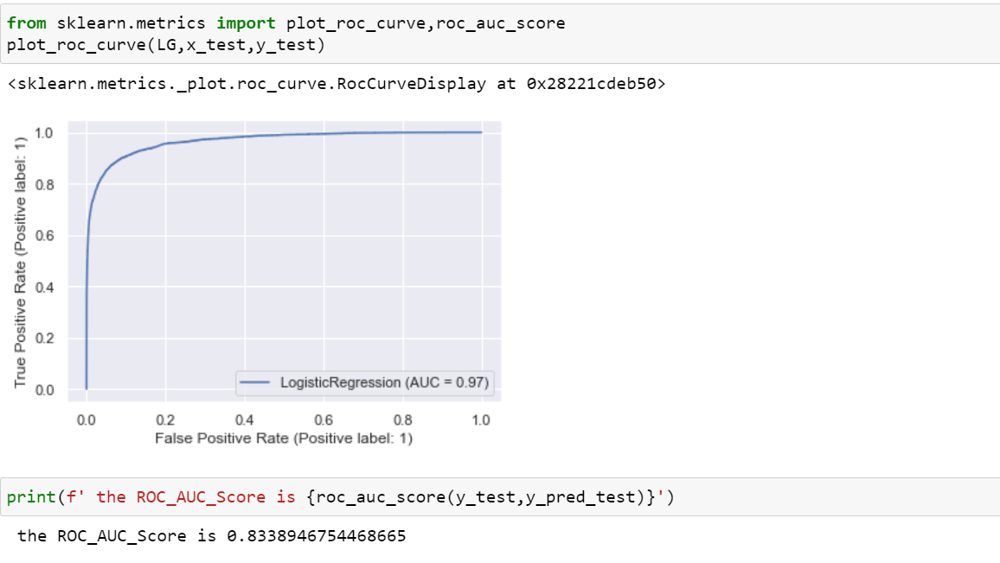 from sklearn.metrics import plot_roc_curve,roc_auc_score
plot_roc_curve(LG,x_test,y_test)
<sklearn.metrics._plot.roc_curve.RocCurveDisplay at 0x28221cdeb50>
True Positive Rate (Positive label: 1)
1.0
0.8
0.6
0.4
0.2
0.0
LogisticRegression (AUC = 0.97)
0.0 0.2 0.4 0.6 0.8 1.0
False Positive Rate (Positive label: 1)
print(f' the ROC_AUC_Score is {roc_auc_score(y_test,y_pred_test)}')
the ROC_AUC_Score is 0.8338946754468665